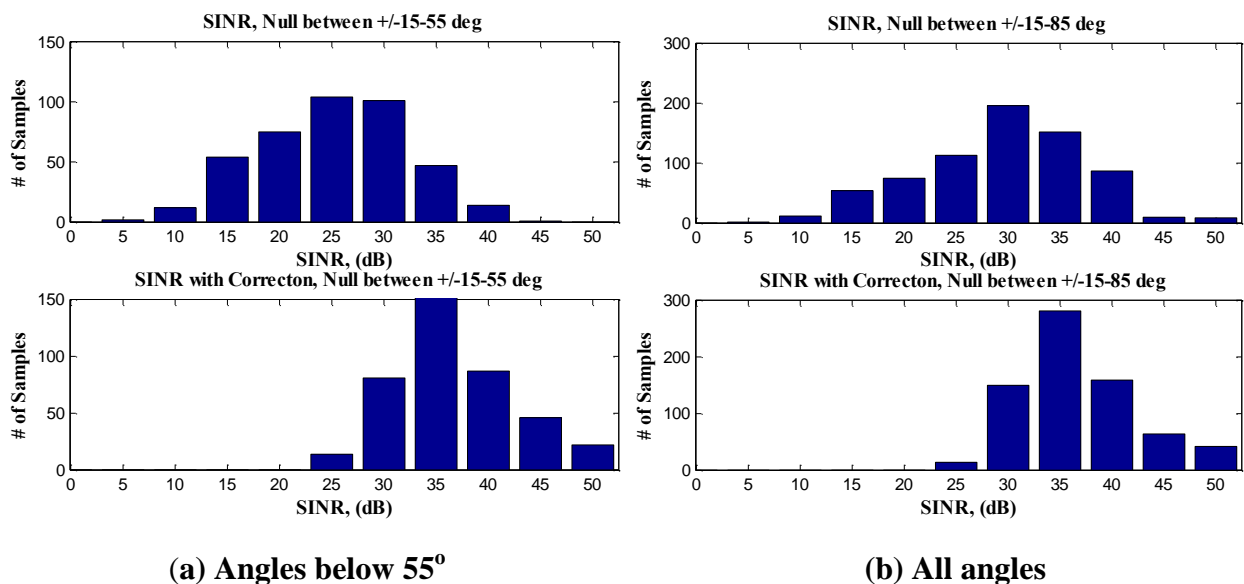 SINR, Null between +/-15-55 deg
150
100
50
0
# of Samples
0 5 10 15 20 25 30 35 40 45 50
SINR, (dB)
SINR with Correcton, Null between +/-15-55 deg
150
100
50
0
# of Samples
0 5 10 15 20 25 30 35 40 45 50
SINR, (dB)
(a) Angles below 55°
SINR, Null between +/-15-85 deg
300
200
100
0
# of Samples
0 5 10 15 20 25 30 35 40 45 50
SINR, (dB)
SINR with Correcton, Null between +/-15-85 deg
300
200
100
0
# of Samples
0 5 10 15 20 25 30 35 40 45 50
SINR, (dB)
(b) All angles